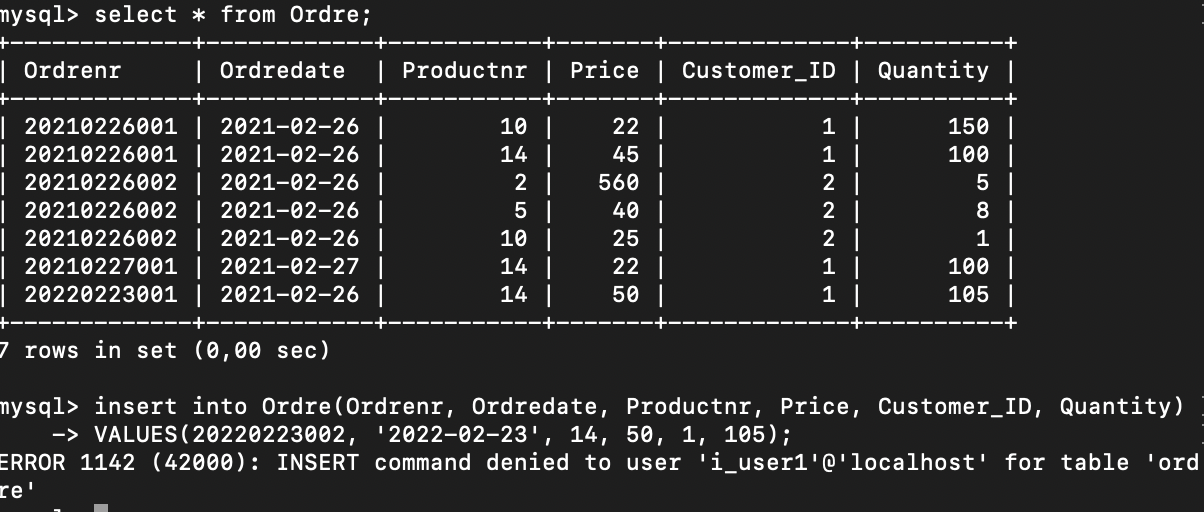 mysql> select * from Ordre;
+-------------+------------+-----------+-------+-------------+----------+
| Ordrenr     | Ordredate  | Productnr | Price | Customer_ID | Quantity |
+-------------+------------+-----------+-------+-------------+----------+
| 20210226001 | 2021-02-26 |        10 |    22 |           1 |      150 |
| 20210226001 | 2021-02-26 |        14 |    45 |           1 |      100 |
| 20210226002 | 2021-02-26 |         2 |   560 |           2 |        5 |
| 20210226002 | 2021-02-26 |         5 |    40 |           2 |        8 |
| 20210226002 | 2021-02-26 |        10 |    25 |           2 |        1 |
| 20210227001 | 2021-02-27 |        14 |    22 |           1 |      100 |
| 20220223001 | 2021-02-26 |        14 |    50 |           1 |      105 |
+-------------+------------+-----------+-------+-------------+----------+
7 rows in set (0,00 sec)
mysql> insert into Ordre(Ordrenr, Ordredate, Productnr, Price, Customer_ID, Quantity)
    -> VALUES(20220223002, '2022-02-23', 14, 50, 1, 105);
ERROR 1142 (42000): INSERT command denied to user 'i_user1'@'localhost' for table 'ord
re'